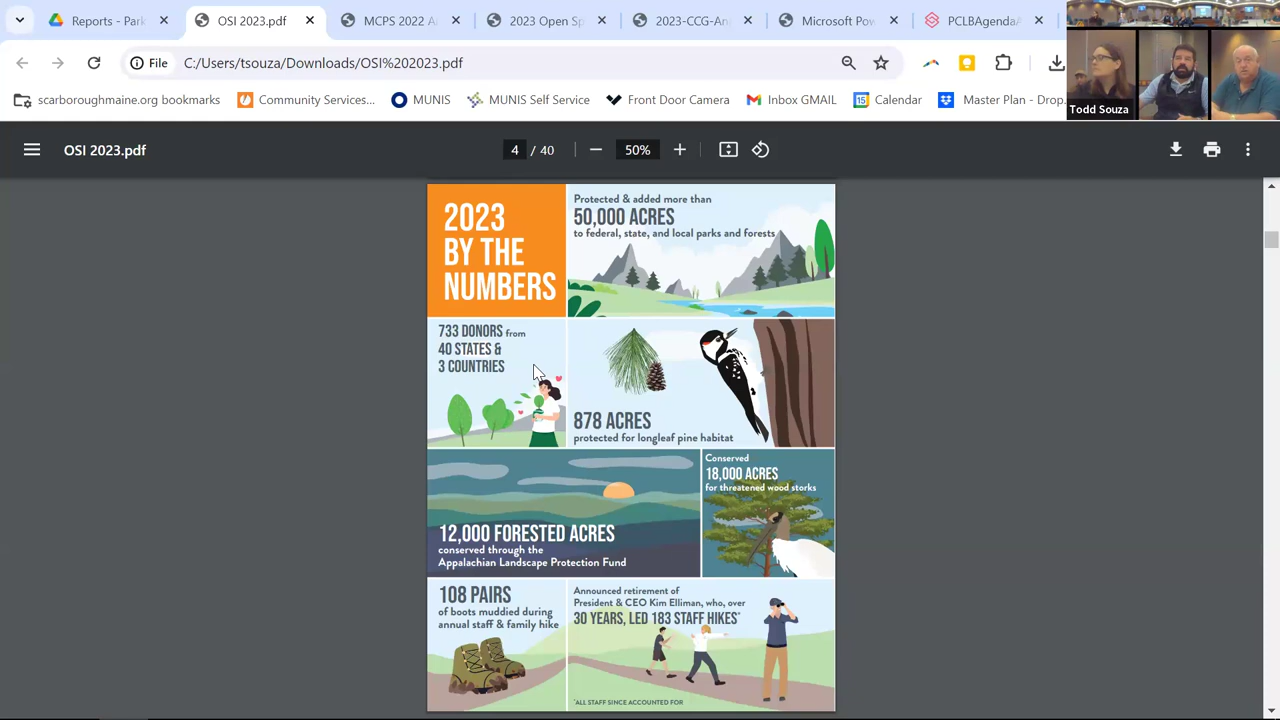 Reports - Park
OSI 2023.pdf
MCPS 2022 A
2023 Open Sp
2023-CCG-An
Microsoft Pow
PCLBAgendaA
File
C:/Users/tsouza/Downloads/OSI%202023.pdf
scarboroughmaine.org bookmarks
Community Services...
MUNIS
MUNIS Self Service
Front Door Camera
Inbox GMAIL
15
Calendar
Master Plan - Drop.
Todd Souza
OSI 2023.pdf
4 / 40
50%
2023
BY THE
NUMBERS
Protected & added more than
50,000 ACRES
to federal, state, and local parks and forests
733 DONORS from
40 STATES &
3 COUNTRIES
878 ACRES
protected for longleaf pine habitat
12,000 FORESTED ACRES
conserved through the
Appalachian Landscape Protection Fund
Conserved
18,000 ACRES
for threatened wood storks
108 PAIRS
of boots muddied during
annual staff & family hike
Announced retirement of
President & CEO Kim Elliman, who, over
30 YEARS, LED 183 STAFF HIKES*
*ALL STAFF SINCE ACCOUNTED FOR